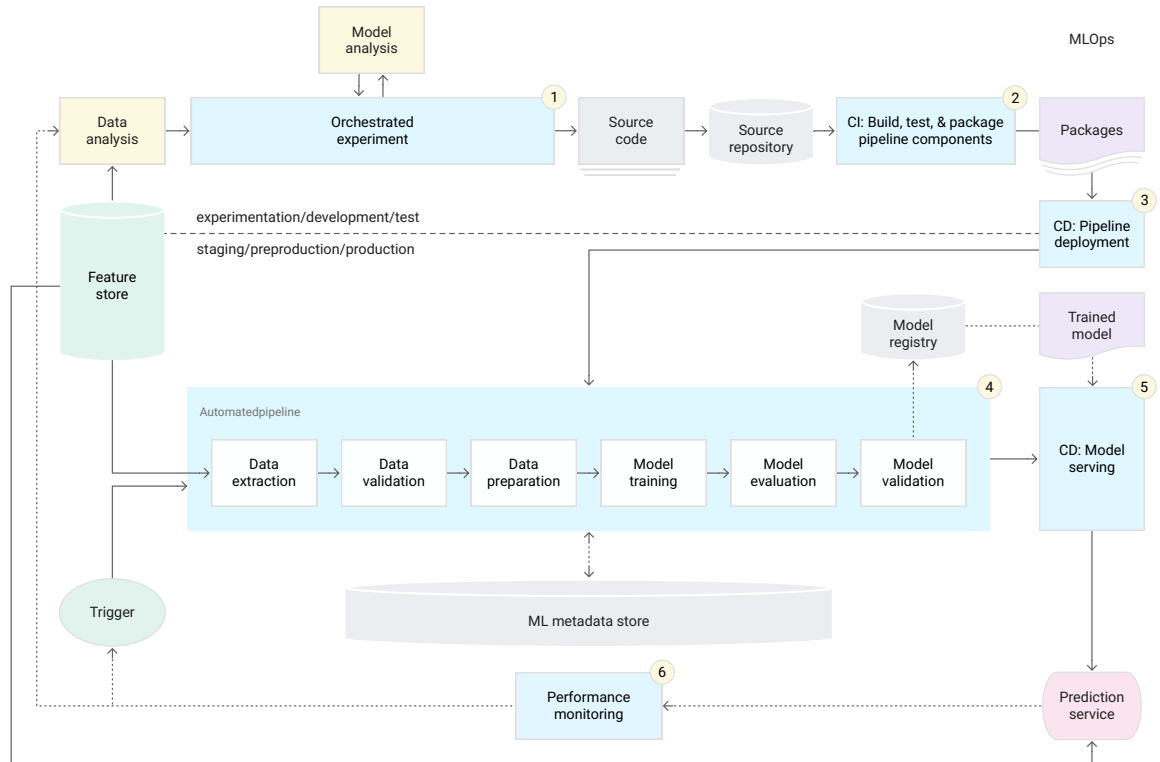 Model
analysis
MLOps
1
2
Data
analysis
Orchestrated
experiment
Source
code
Source
repository
CI: Build, test, & package
pipeline components
Packages
3
experimentation/development/test
staging/preproduction/production
CD: Pipeline
deployment
Feature
store
Model
registry
Trained
model
4
5
Automatedpipeline
Data
extraction
Data
validation
Data
preparation
Model
training
Model
evaluation
Model
validation
CD: Model
serving
Trigger
ML metadata store
6
Performance
monitoring
Prediction
service